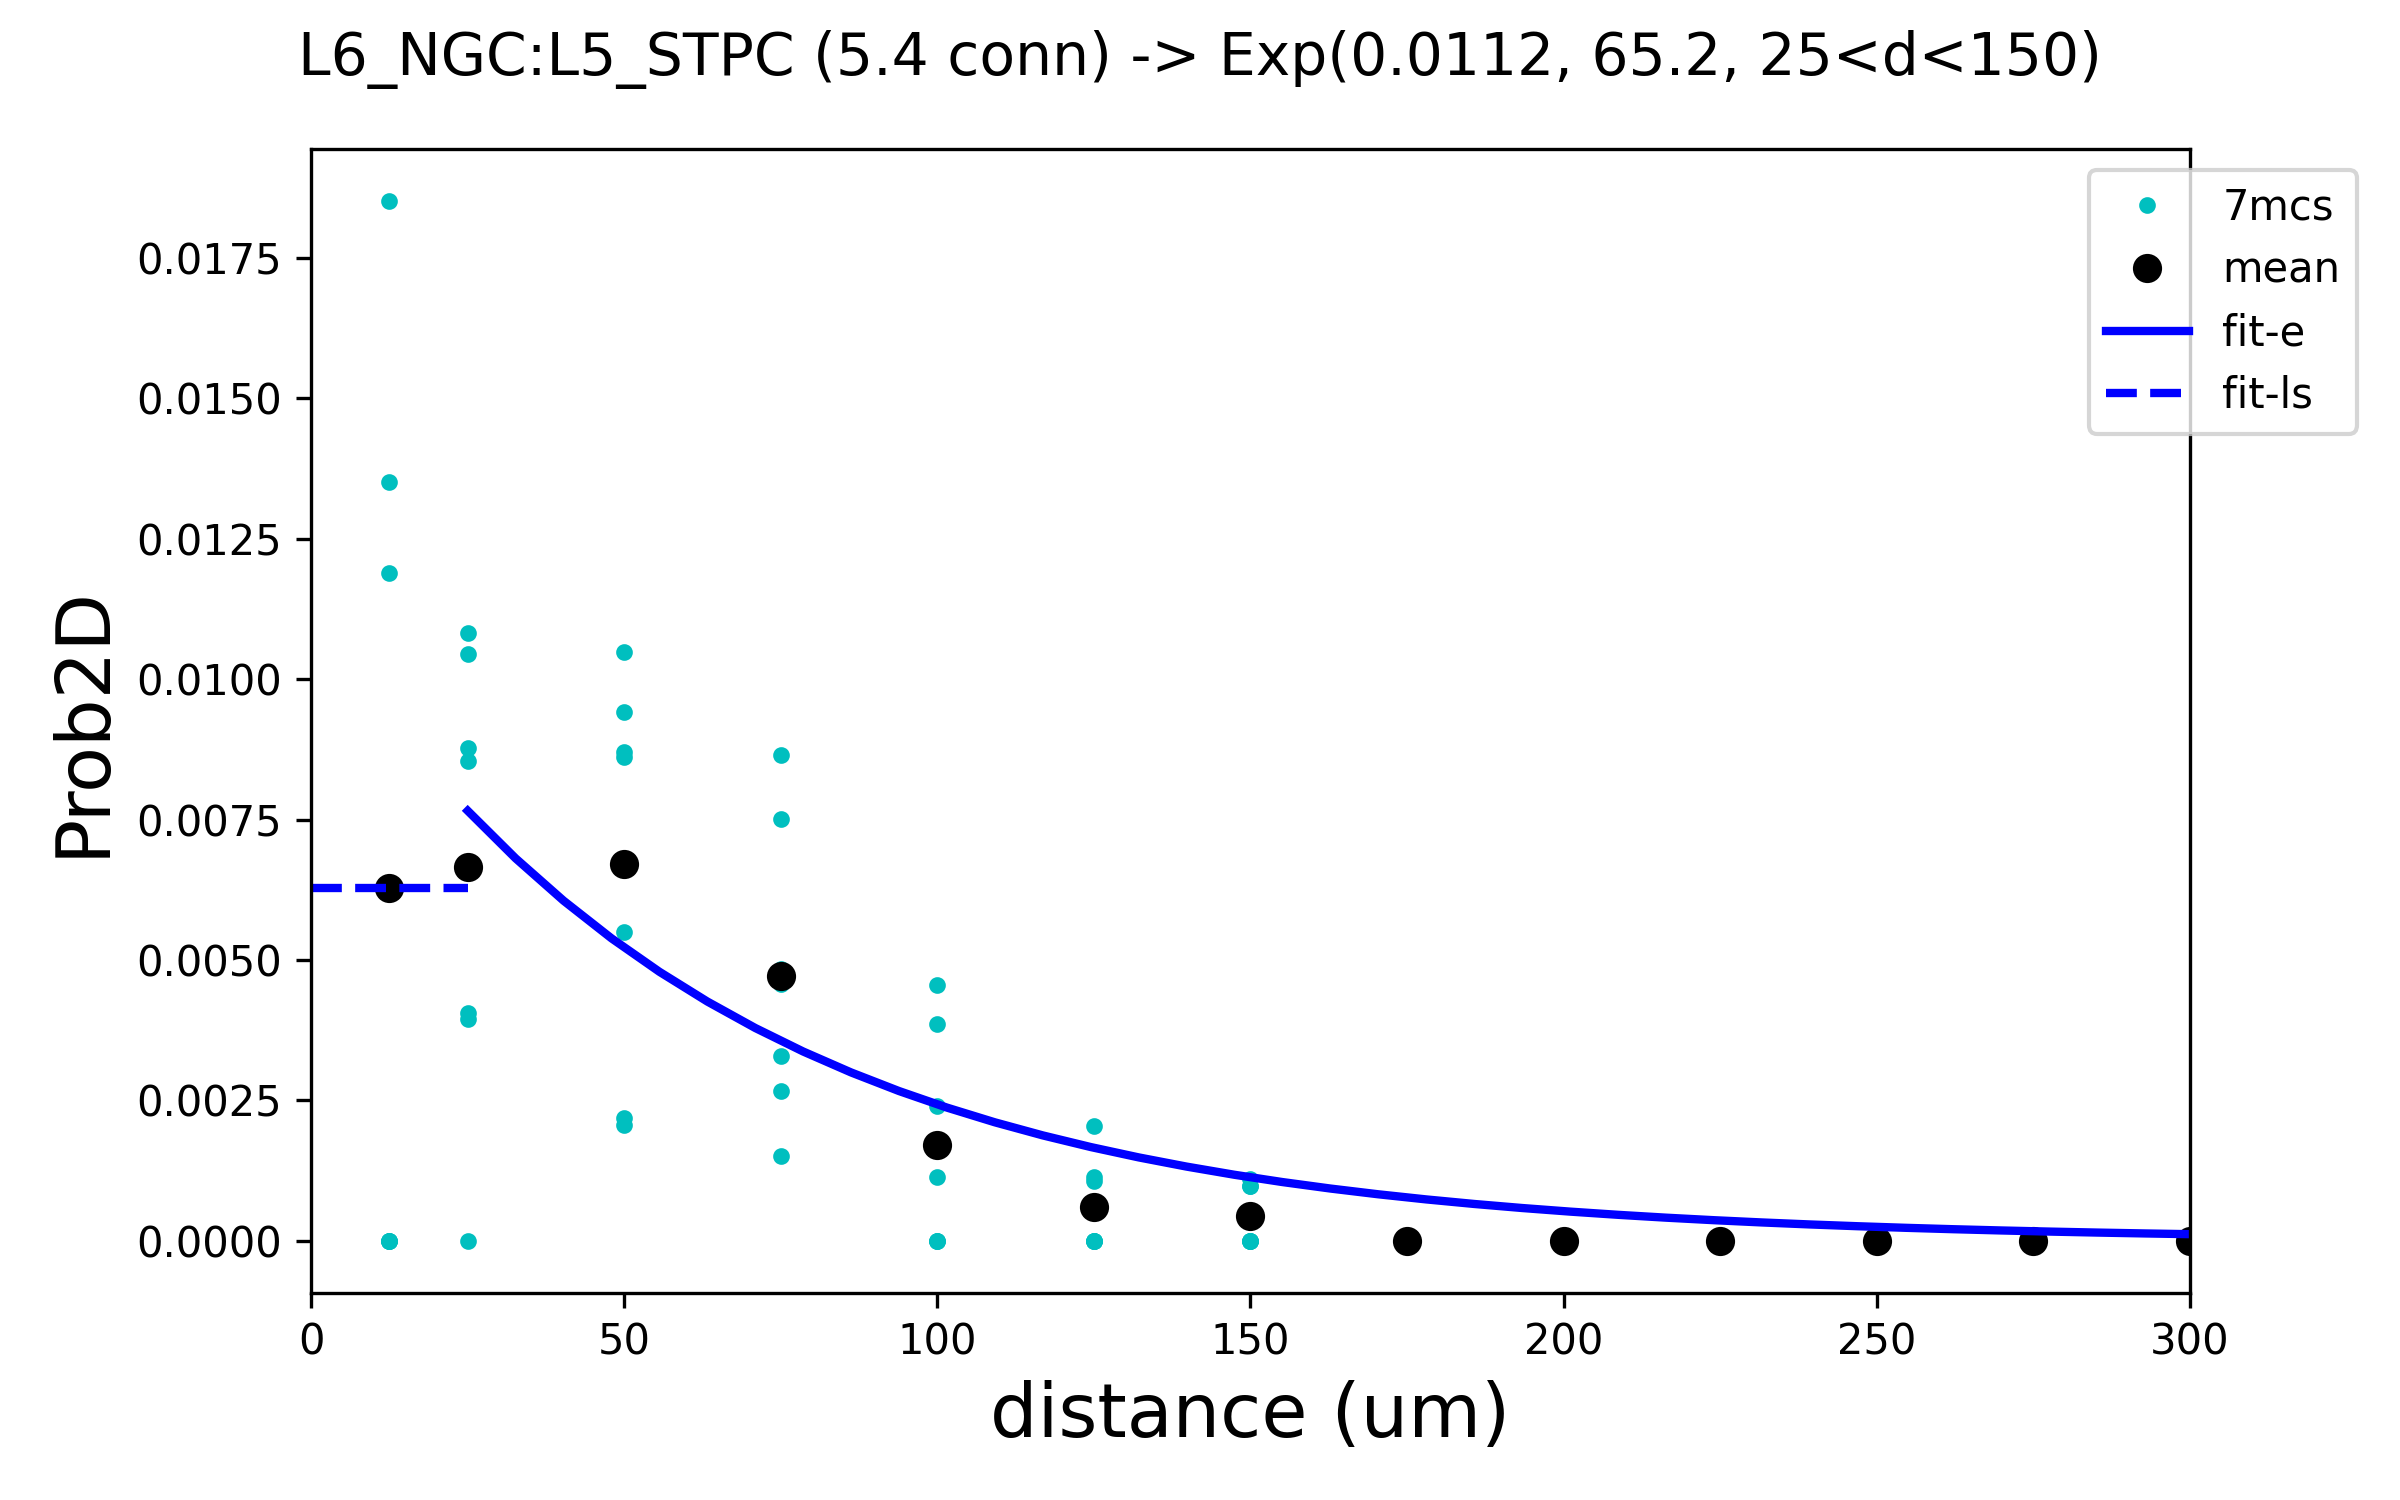 L6_NGC:L5_STPC (5.4 conn) -> Exp(0.0112, 65.2, 25<d<150)
7mcs
mean
fit-e
fit-ls
Prob2D
0.0175
0.0150
0.0125
0.0100
0.0075
0.0050
0.0025
0.0000
0 50 100 150 200 250 300
distance (um)